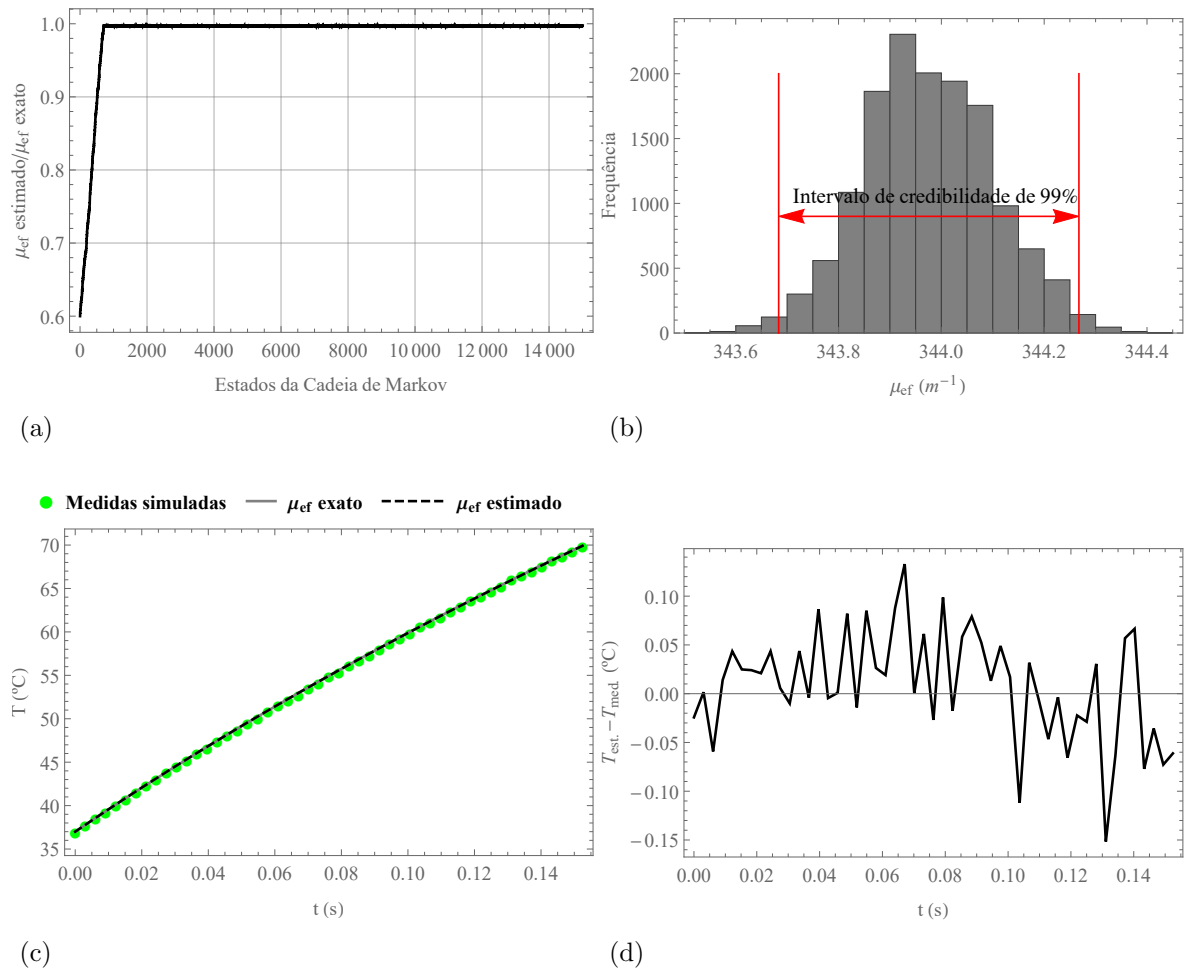 1.0
0.9
0.8
0.7
0.6
μef estimado/μef exato
0 2000 4000 6000 8000 10 000 12 000 14 000
Estados da Cadeia de Markov
(a)
2000
1500
1000
500
0
Frequência
Intervalo de credibilidade de 99%
343.6 343.8 344.0 344.2 344.4
μef (m⁻¹)
(b)
Medidas simuladas μef exato μef estimado
70
65
60
55
50
45
40
35
T (ºC)
0.00 0.02 0.04 0.06 0.08 0.10 0.12 0.14
t (s)
(c)
0.10
0.05
0.00
−0.05
−0.10
−0.15
Test.−Tmed. (ºC)
0.00 0.02 0.04 0.06 0.08 0.10 0.12 0.14
t (s)
(d)